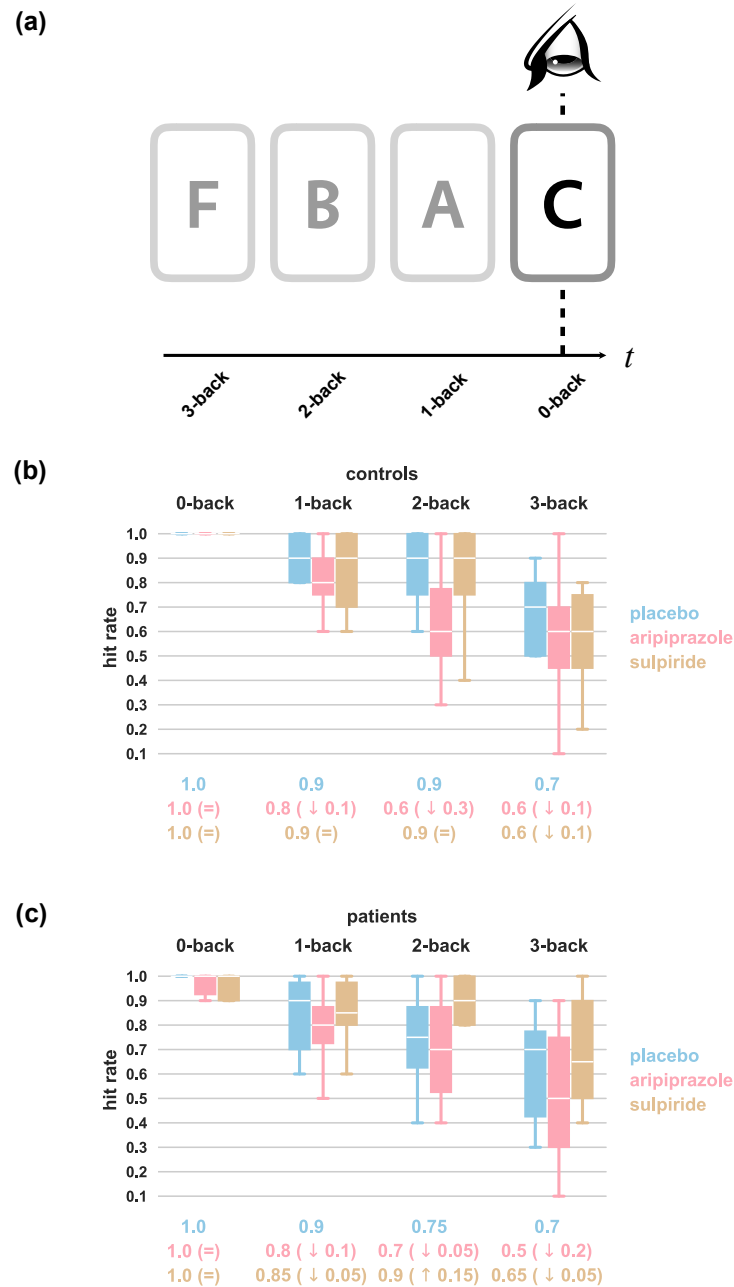 (a)
F B A C
t
3-back 2-back 1-back 0-back
(b)
controls
0-back 1-back 2-back 3-back
hit rate
1.0
0.9
0.8
0.7
0.6
0.5
0.4
0.3
0.2
0.1
placebo
aripiprazole
sulpiride
1.0 0.9 0.9 0.7
1.0 (=) 0.8 ( ↓ 0.1) 0.6 ( ↓ 0.3) 0.6 ( ↓ 0.1)
1.0 (=) 0.9 (=) 0.9 (=) 0.6 ( ↓ 0.1)
(c)
patients
0-back 1-back 2-back 3-back
hit rate
1.0
0.9
0.8
0.7
0.6
0.5
0.4
0.3
0.2
0.1
placebo
aripiprazole
sulpiride
1.0 0.9 0.75 0.7
1.0 (=) 0.8 ( ↓ 0.1) 0.7 ( ↓ 0.05) 0.5 ( ↓ 0.2)
1.0 (=) 0.85 ( ↓ 0.05) 0.9 ( ↑ 0.15) 0.65 ( ↓ 0.05)